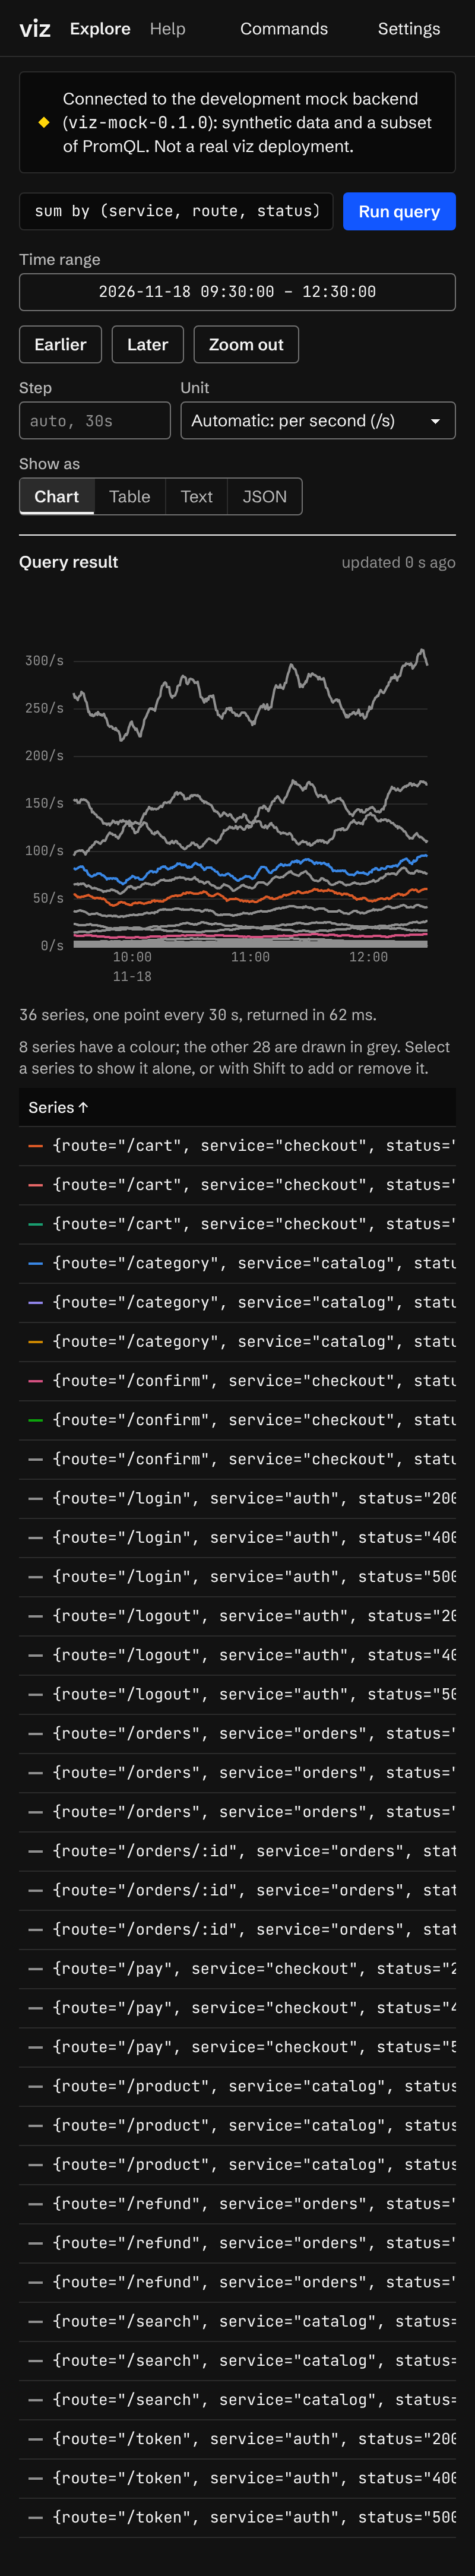 viz Explore Help Commands Settings
Connected to the development mock backend
(viz-mock-0.1.0): synthetic data and a subset
of PromQL. Not a real viz deployment.
sum by (service, route, status)
Run query
Time range
2026-11-18 09:30:00 – 12:30:00
Earlier Later Zoom out
Step Unit
auto, 30s Automatic: per second (/s)
Show as
Chart Table Text JSON
Query result updated 0 s ago
300/s
250/s
200/s
150/s
100/s
50/s
0/s
10:00 11:00 12:00
11-18
36 series, one point every 30 s, returned in 62 ms.
8 series have a colour; the other 28 are drawn in grey. Select
a series to show it alone, or with Shift to add or remove it.
Series ↑
{route="/cart", service="checkout", status="
{route="/cart", service="checkout", status="
{route="/cart", service="checkout", status="
{route="/category", service="catalog", statu
{route="/category", service="catalog", statu
{route="/category", service="catalog", statu
{route="/confirm", service="checkout", statu
{route="/confirm", service="checkout", statu
{route="/confirm", service="checkout", statu
{route="/login", service="auth", status="200
{route="/login", service="auth", status="400
{route="/login", service="auth", status="500
{route="/logout", service="auth", status="20
{route="/logout", service="auth", status="40
{route="/logout", service="auth", status="50
{route="/orders", service="orders", status="
{route="/orders", service="orders", status="
{route="/orders", service="orders", status="
{route="/orders/:id", service="orders", stat
{route="/orders/:id", service="orders", stat
{route="/orders/:id", service="orders", stat
{route="/pay", service="checkout", status="2
{route="/pay", service="checkout", status="4
{route="/pay", service="checkout", status="5
{route="/product", service="catalog", status
{route="/product", service="catalog", status
{route="/product", service="catalog", status
{route="/refund", service="orders", status="
{route="/refund", service="orders", status="
{route="/refund", service="orders", status="
{route="/search", service="catalog", status=
{route="/search", service="catalog", status=
{route="/search", service="catalog", status=
{route="/token", service="auth", status="200
{route="/token", service="auth", status="400
{route="/token", service="auth", status="500